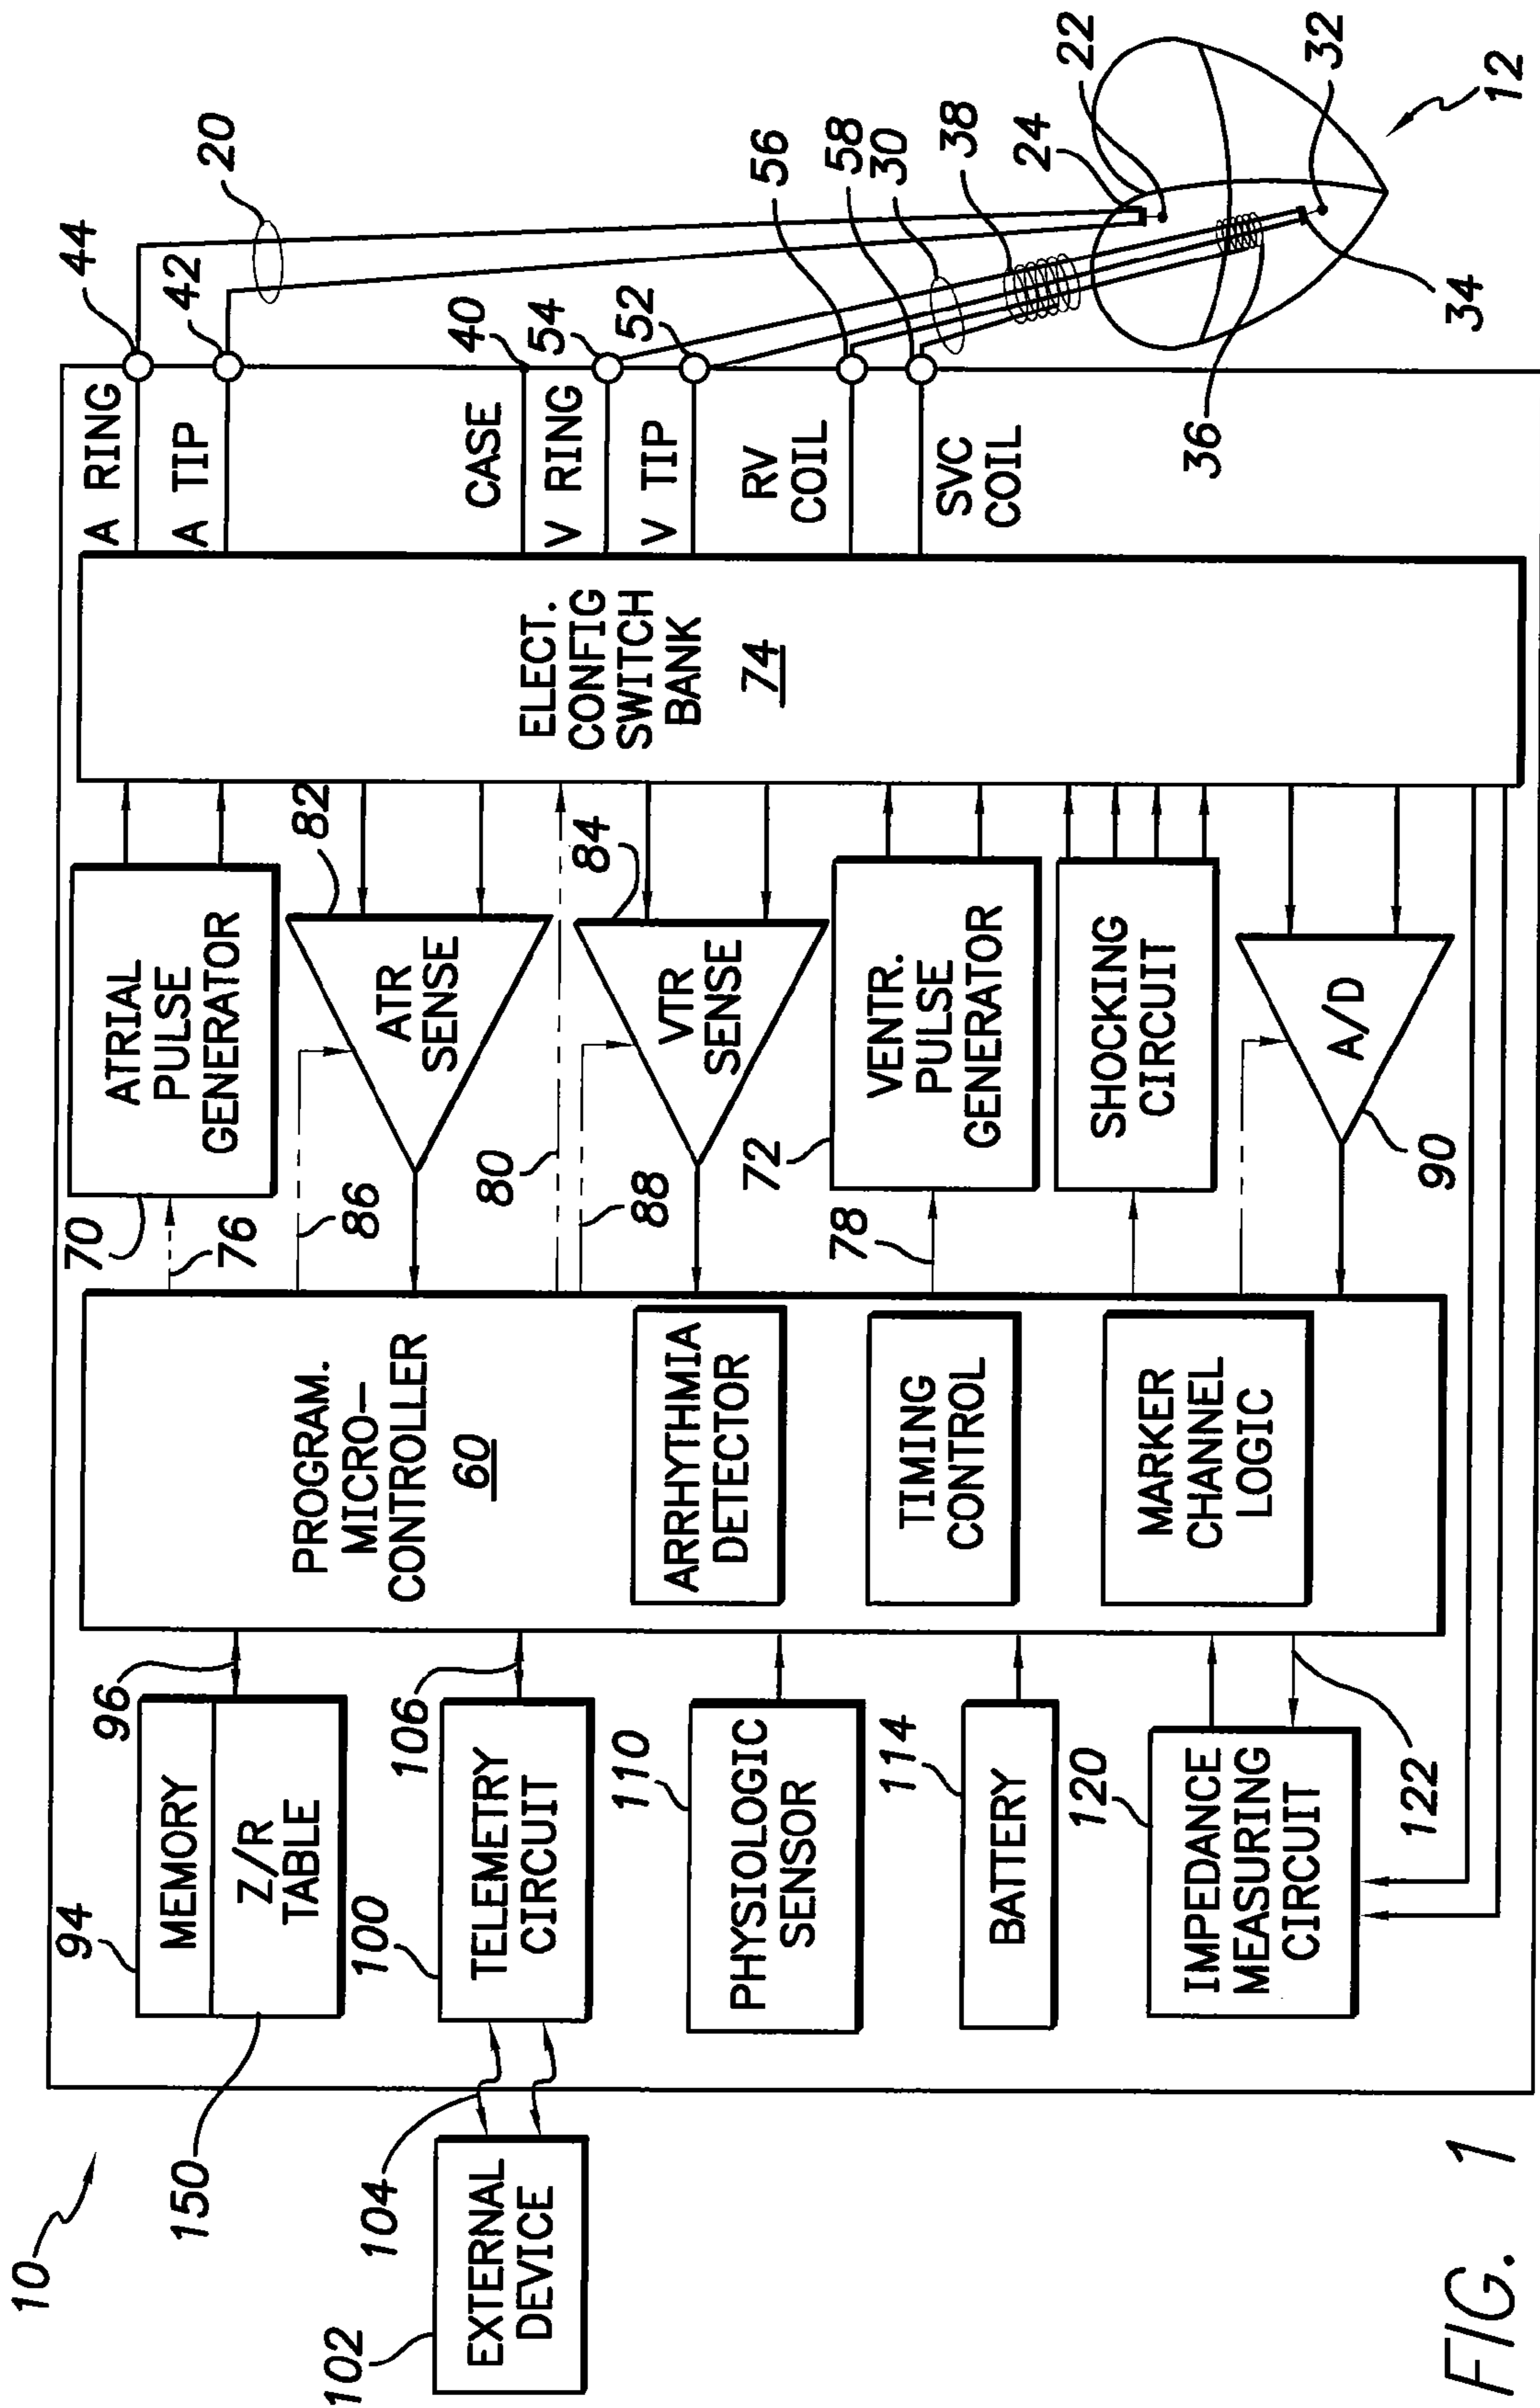 10
94
MEMORY
Z/R
TABLE
150
96
102
EXTERNAL
DEVICE
104
100
TELEMETRY
CIRCUIT
106
110
PHYSIOLOGIC
SENSOR
114
BATTERY
120
IMPEDANCE
MEASURING
CIRCUIT
122
PROGRAM.
MICRO-
CONTROLLER
60
ARRHYTHMIA
DETECTOR
TIMING
CONTROL
MARKER
CHANNEL
LOGIC
70
76
ATRIAL
PULSE
GENERATOR
86
82
ATR
SENSE
80
88
84
VTR
SENSE
72
78
VENTR.
PULSE
GENERATOR
SHOCKING
CIRCUIT
A/D
90
ELECT.
CONFIG
SWITCH
BANK
74
A RING
A TIP
CASE
V RING
V TIP
RV
COIL
SVC
COIL
44
42
40
54
52
20
56
58
30
38
24
22
36
34
32
12
FIG. 1